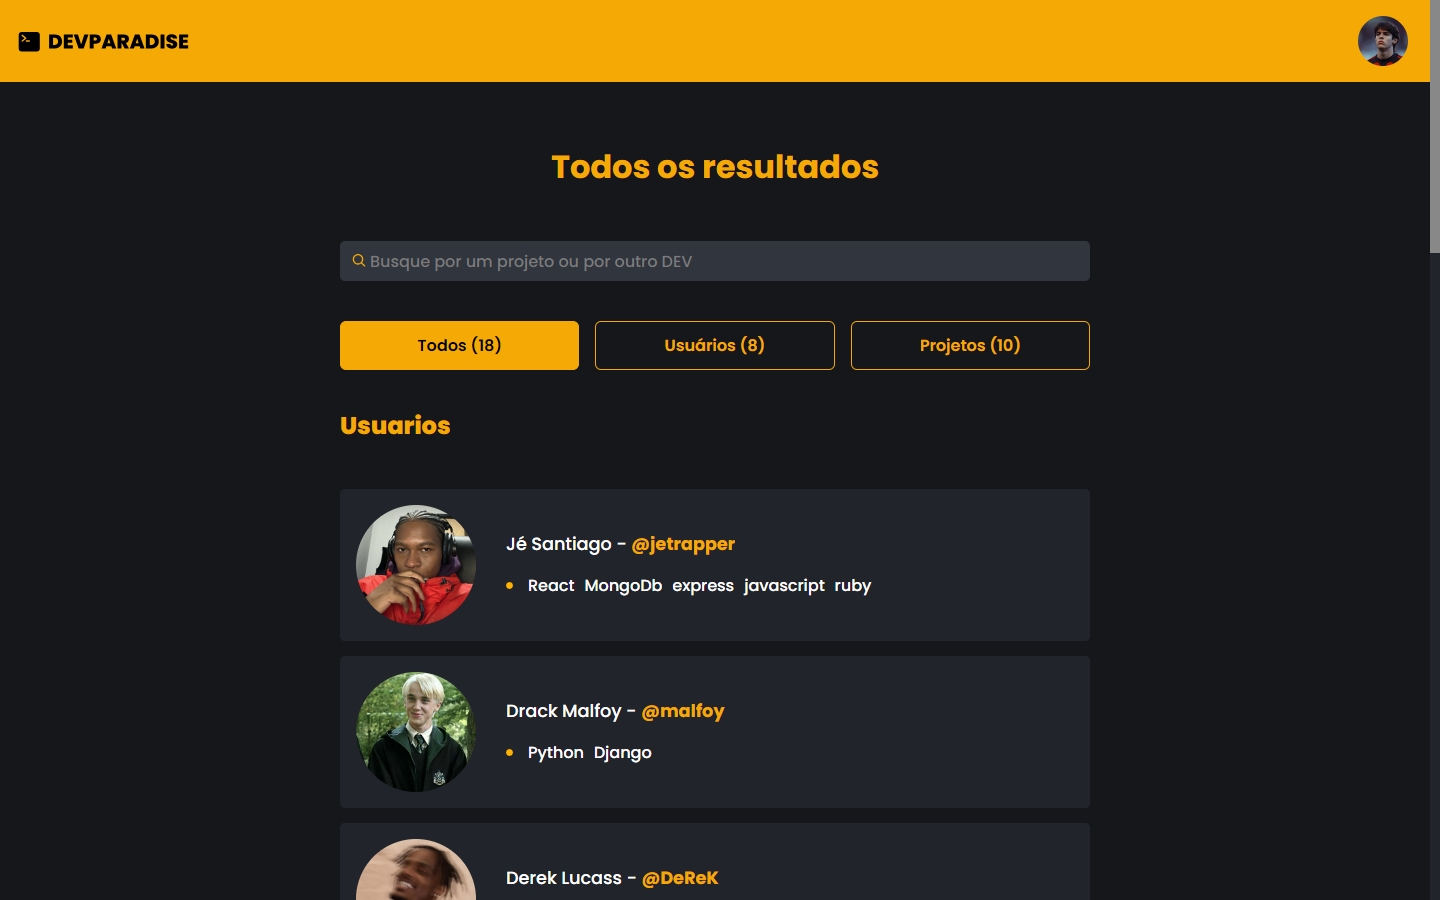 DEVPARADISE
Todos os resultados
Busque por um projeto ou por outro DEV
Todos (18)
Usuários (8)
Projetos (10)
Usuarios
Jé Santiago - @jetrapper
React MongoDb express javascript ruby
Drack Malfoy - @malfoy
Python Django
Derek Lucass - @DeReK